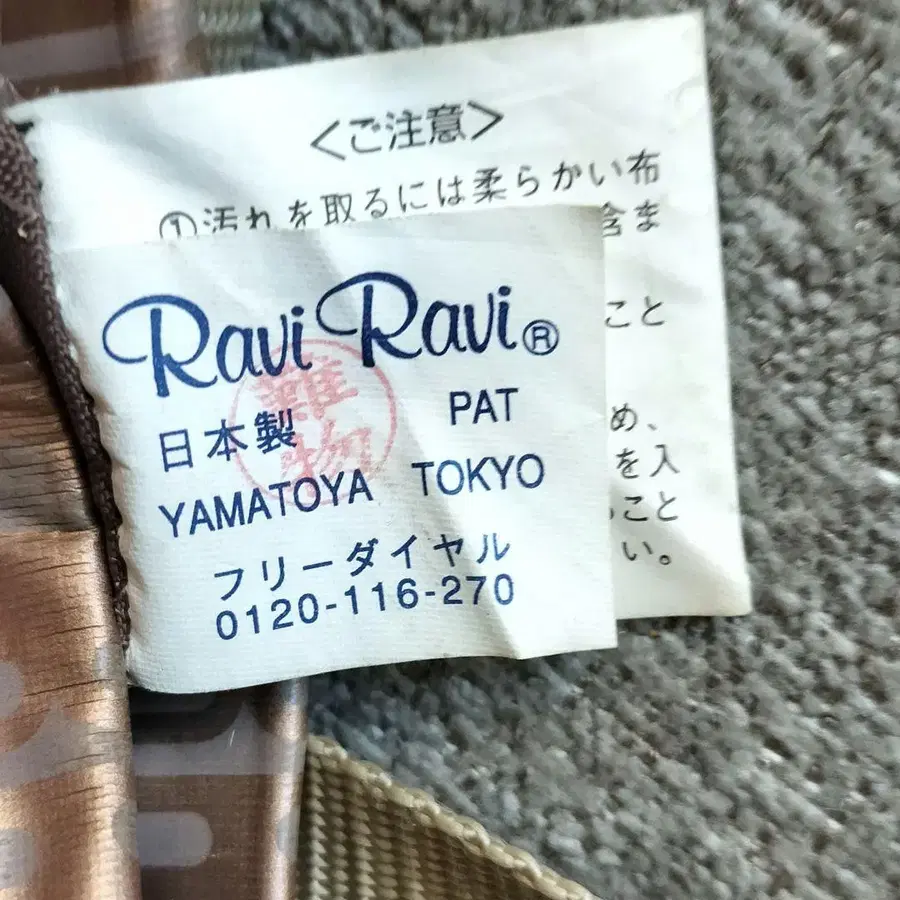 <ご注意>
①汚れを取るには柔らかい布
含ま
こと
め、
を入
こと
い。
Ravi Ravi®
難物
日本製 PAT
YAMATOYA TOKYO
フリーダイヤル
0120-116-270